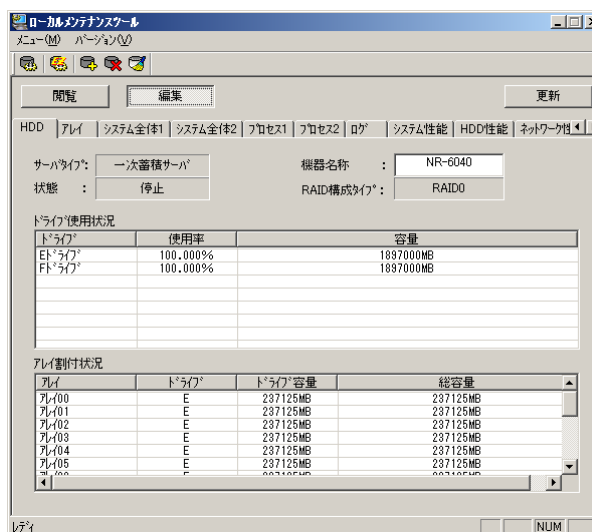 ローカルメンテナンスツール
メニュー(M) バージョン(V)
閲覧 編集 更新
HDD アレイ システム全体1 システム全体2 プロセス1 プロセス2 ログ システム性能 HDD性能 ネットワーク性
サーバタイプ: 一次蓄積サーバ 機器名称 : NR-6040
状態 : 停止 RAID構成タイプ: RAID0
ドライブ使用状況
ドライブ 使用率 容量
Eドライブ 100.000% 1897000MB
Fドライブ 100.000% 1897000MB
アレイ割付状況
アレイ ドライブ ドライブ容量 総容量
アレイ00 E 237125MB 237125MB
アレイ01 E 237125MB 237125MB
アレイ02 E 237125MB 237125MB
アレイ03 E 237125MB 237125MB
アレイ04 E 237125MB 237125MB
アレイ05 E 237125MB 237125MB
レディ NUM